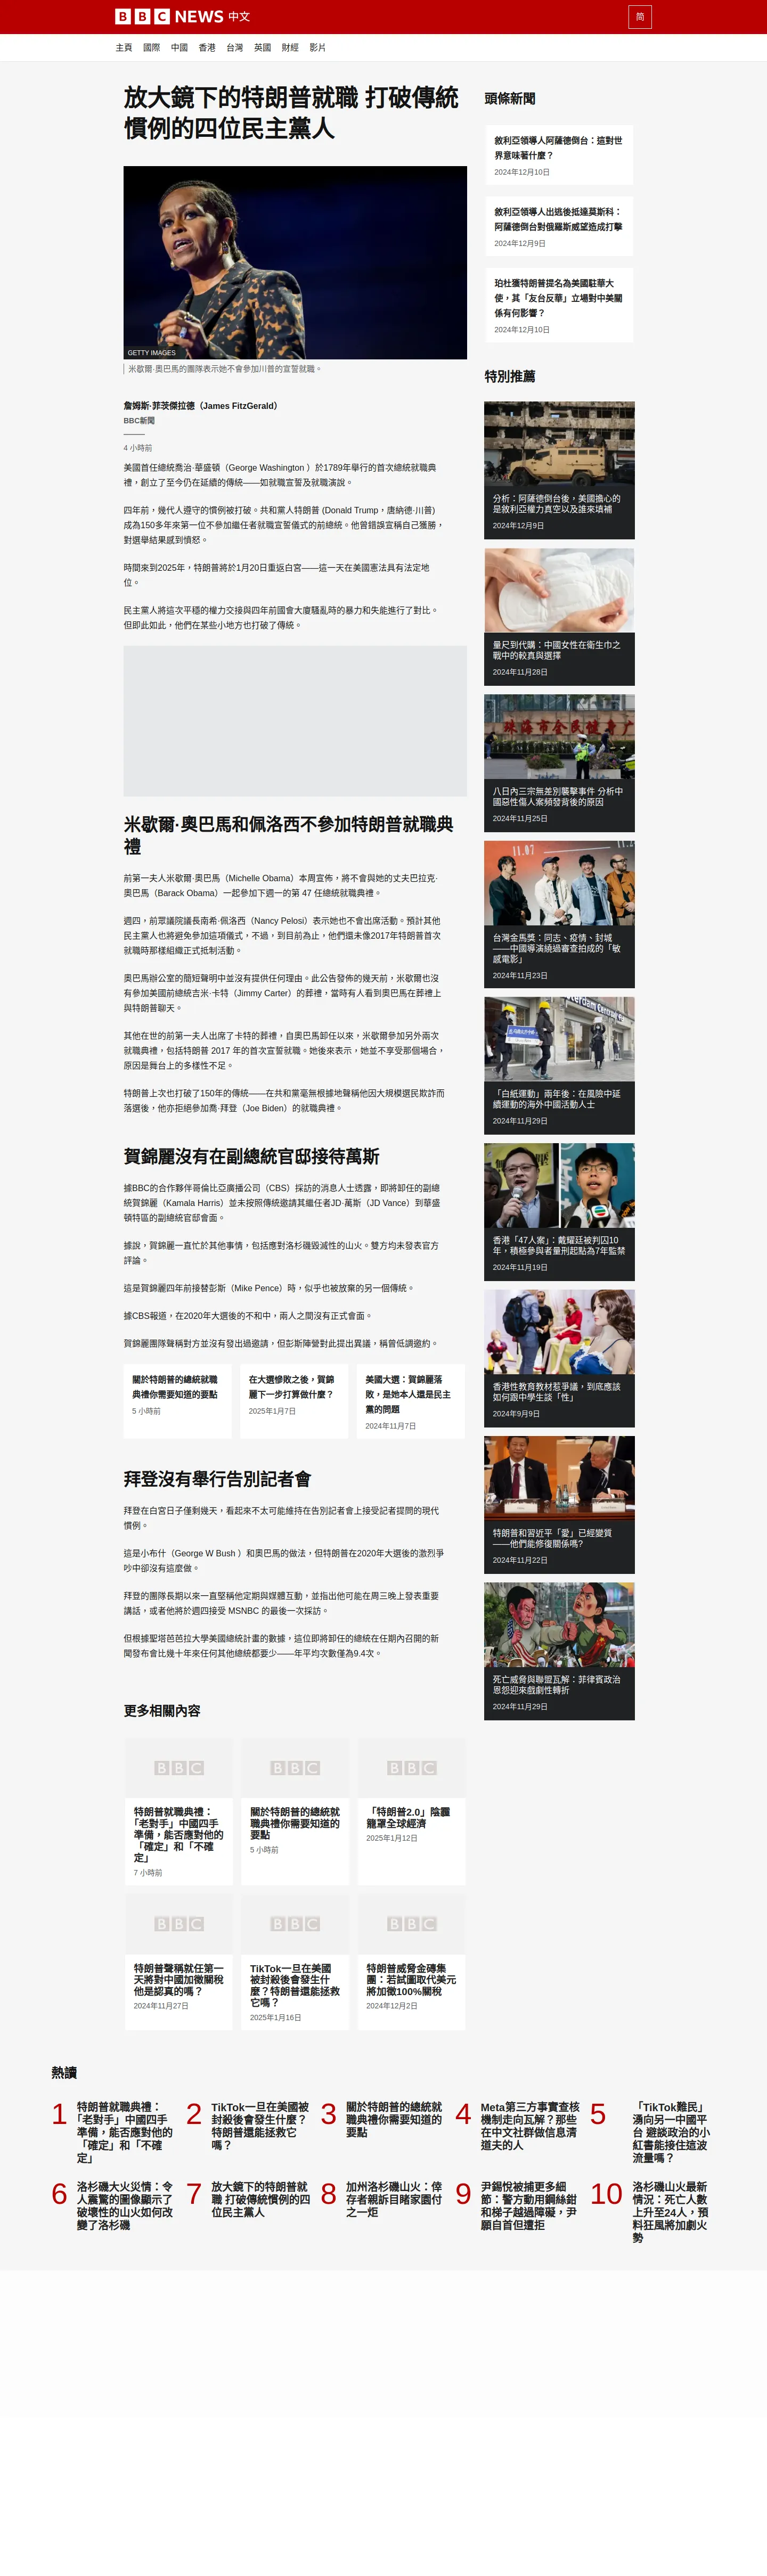 BBC NEWS 中文
简
主頁 國際 中國 香港 台灣 英國 財經 影片
放大鏡下的特朗普就職 打破傳統
慣例的四位民主黨人
GETTY IMAGES
米歇爾·奧巴馬的團隊表示她不會參加川普的宣誓就職。
詹姆斯·菲茨傑拉德（James FitzGerald）
BBC新聞
4 小時前
美國首任總統喬治·華盛頓（George Washington ）於1789年舉行的首次總統就職典
禮，創立了至今仍在延續的傳統——如就職宣誓及就職演說。
四年前，幾代人遵守的慣例被打破。共和黨人特朗普 (Donald Trump，唐納德·川普)
成為150多年來第一位不參加繼任者就職宣誓儀式的前總統。他曾錯誤宣稱自己獲勝，
對選舉結果感到憤怒。
時間來到2025年，特朗普將於1月20日重返白宮——這一天在美國憲法具有法定地
位。
民主黨人將這次平穩的權力交接與四年前國會大廈騷亂時的暴力和失能進行了對比。
但即此如此，他們在某些小地方也打破了傳統。
米歇爾·奧巴馬和佩洛西不參加特朗普就職典
禮
前第一夫人米歇爾·奧巴馬（Michelle Obama）本周宣佈，將不會與她的丈夫巴拉克·
奧巴馬（Barack Obama）一起參加下週一的第 47 任總統就職典禮。
週四，前眾議院議長南希·佩洛西（Nancy Pelosi）表示她也不會出席活動。預計其他
民主黨人也將避免參加這項儀式，不過，到目前為止，他們還未像2017年特朗普首次
就職時那樣組織正式抵制活動。
奧巴馬辦公室的簡短聲明中並沒有提供任何理由。此公告發佈的幾天前，米歇爾也沒
有參加美國前總統吉米·卡特（Jimmy Carter）的葬禮，當時有人看到奧巴馬在葬禮上
與特朗普聊天。
其他在世的前第一夫人出席了卡特的葬禮，自奧巴馬卸任以來，米歇爾參加另外兩次
就職典禮，包括特朗普 2017 年的首次宣誓就職。她後來表示，她並不享受那個場合，
原因是舞台上的多樣性不足。
特朗普上次也打破了150年的傳統——在共和黨毫無根據地聲稱他因大規模選民欺詐而
落選後，他亦拒絕參加喬·拜登（Joe Biden）的就職典禮。
賀錦麗沒有在副總統官邸接待萬斯
據BBC的合作夥伴哥倫比亞廣播公司（CBS）採訪的消息人士透露，即將卸任的副總
統賀錦麗（Kamala Harris）並未按照傳統邀請其繼任者JD·萬斯（JD Vance）到華盛
頓特區的副總統官邸會面。
據說，賀錦麗一直忙於其他事情，包括應對洛杉磯毀滅性的山火。雙方均未發表官方
評論。
這是賀錦麗四年前接替彭斯（Mike Pence）時，似乎也被放棄的另一個傳統。
據CBS報道，在2020年大選後的不和中，兩人之間沒有正式會面。
賀錦麗團隊聲稱對方並沒有發出過邀請，但彭斯陣營對此提出異議，稱曾低調邀約。
關於特朗普的總統就職
典禮你需要知道的要點
5 小時前
在大選慘敗之後，賀錦
麗下一步打算做什麼？
2025年1月7日
美國大選：賀錦麗落
敗，是她本人還是民主
黨的問題
2024年11月7日
拜登沒有舉行告別記者會
拜登在白宮日子僅剩幾天，看起來不太可能維持在告別記者會上接受記者提問的現代
慣例。
這是小布什（George W Bush ）和奧巴馬的做法，但特朗普在2020年大選後的激烈爭
吵中卻沒有這麼做。
拜登的團隊長期以來一直堅稱他定期與媒體互動，並指出他可能在周三晚上發表重要
講話，或者他將於週四接受 MSNBC 的最後一次採訪。
但根據聖塔芭芭拉大學美國總統計畫的數據，這位即將卸任的總統在任期內召開的新
聞發布會比幾十年來任何其他總統都要少——年平均次數僅為9.4次。
更多相關內容
BBC
特朗普就職典禮：
「老對手」中國四手
準備，能否應對他的
「確定」和「不確
定」
7 小時前
BBC
關於特朗普的總統就
職典禮你需要知道的
要點
5 小時前
BBC
「特朗普2.0」陰霾
籠罩全球經濟
2025年1月12日
BBC
特朗普聲稱就任第一
天將對中國加徵關稅
他是認真的嗎？
2024年11月27日
BBC
TikTok一旦在美國
被封殺後會發生什
麼？特朗普還能拯救
它嗎？
2025年1月16日
BBC
特朗普威脅金磚集
團：若試圖取代美元
將加徵100%關稅
2024年12月2日
頭條新聞
敘利亞領導人阿薩德倒台：這對世
界意味著什麼？
2024年12月10日
敘利亞領導人出逃後抵達莫斯科：
阿薩德倒台對俄羅斯威望造成打擊
2024年12月9日
珀杜獲特朗普提名為美國駐華大
使，其「友台反華」立場對中美關
係有何影響？
2024年12月10日
特別推薦
分析：阿薩德倒台後，美國擔心的
是敘利亞權力真空以及誰來填補
2024年12月9日
量尺到代購：中國女性在衛生巾之
戰中的較真與選擇
2024年11月28日
珠海市全民健身广
八日內三宗無差別襲擊事件 分析中
國惡性傷人案頻發背後的原因
2024年11月25日
11.07
台灣金馬獎：同志、疫情、封城
——中國導演繞過審查拍成的「敏
感電影」
2024年11月23日
「白紙運動」兩年後：在風險中延
續運動的海外中國活動人士
2024年11月29日
香港「47人案」：戴耀廷被判囚10
年，積極參與者量刑起點為7年監禁
2024年11月19日
香港性教育教材惹爭議，到底應該
如何跟中學生談「性」
2024年9月9日
特朗普和習近平「愛」已經變質
——他們能修復關係嗎?
2024年11月22日
死亡威脅與聯盟瓦解：菲律賓政治
恩怨迎來戲劇性轉折
2024年11月29日
熱讀
1
特朗普就職典禮：
「老對手」中國四手
準備，能否應對他的
「確定」和「不確
定」
2
TikTok一旦在美國被
封殺後會發生什麼？
特朗普還能拯救它
嗎？
3
關於特朗普的總統就
職典禮你需要知道的
要點
4
Meta第三方事實查核
機制走向瓦解？那些
在中文社群做信息清
道夫的人
5
「TikTok難民」
湧向另一中國平
台 避談政治的小
紅書能接住這波
流量嗎？
6
洛杉磯大火災情：令
人震驚的圖像顯示了
破壞性的山火如何改
變了洛杉磯
7
放大鏡下的特朗普就
職 打破傳統慣例的四
位民主黨人
8
加州洛杉磯山火：倖
存者親訴目睹家園付
之一炬
9
尹錫悅被捕更多細
節：警方動用鋼絲鉗
和梯子越過障礙，尹
願自首但遭拒
10
洛杉磯山火最新
情況：死亡人數
上升至24人，預
料狂風將加劇火
勢